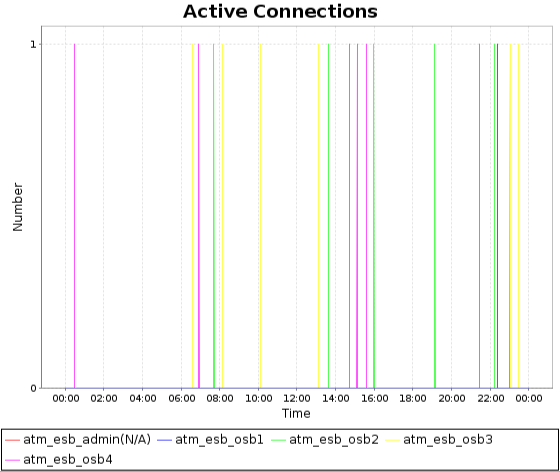 Active Connections
1
Number
0
00:00 02:00 04:00 06:00 08:00 10:00 12:00 14:00 16:00 18:00 20:00 22:00 00:00
Time
atm_esb_admin(N/A) atm_esb_osb1 atm_esb_osb2 atm_esb_osb3
atm_esb_osb4